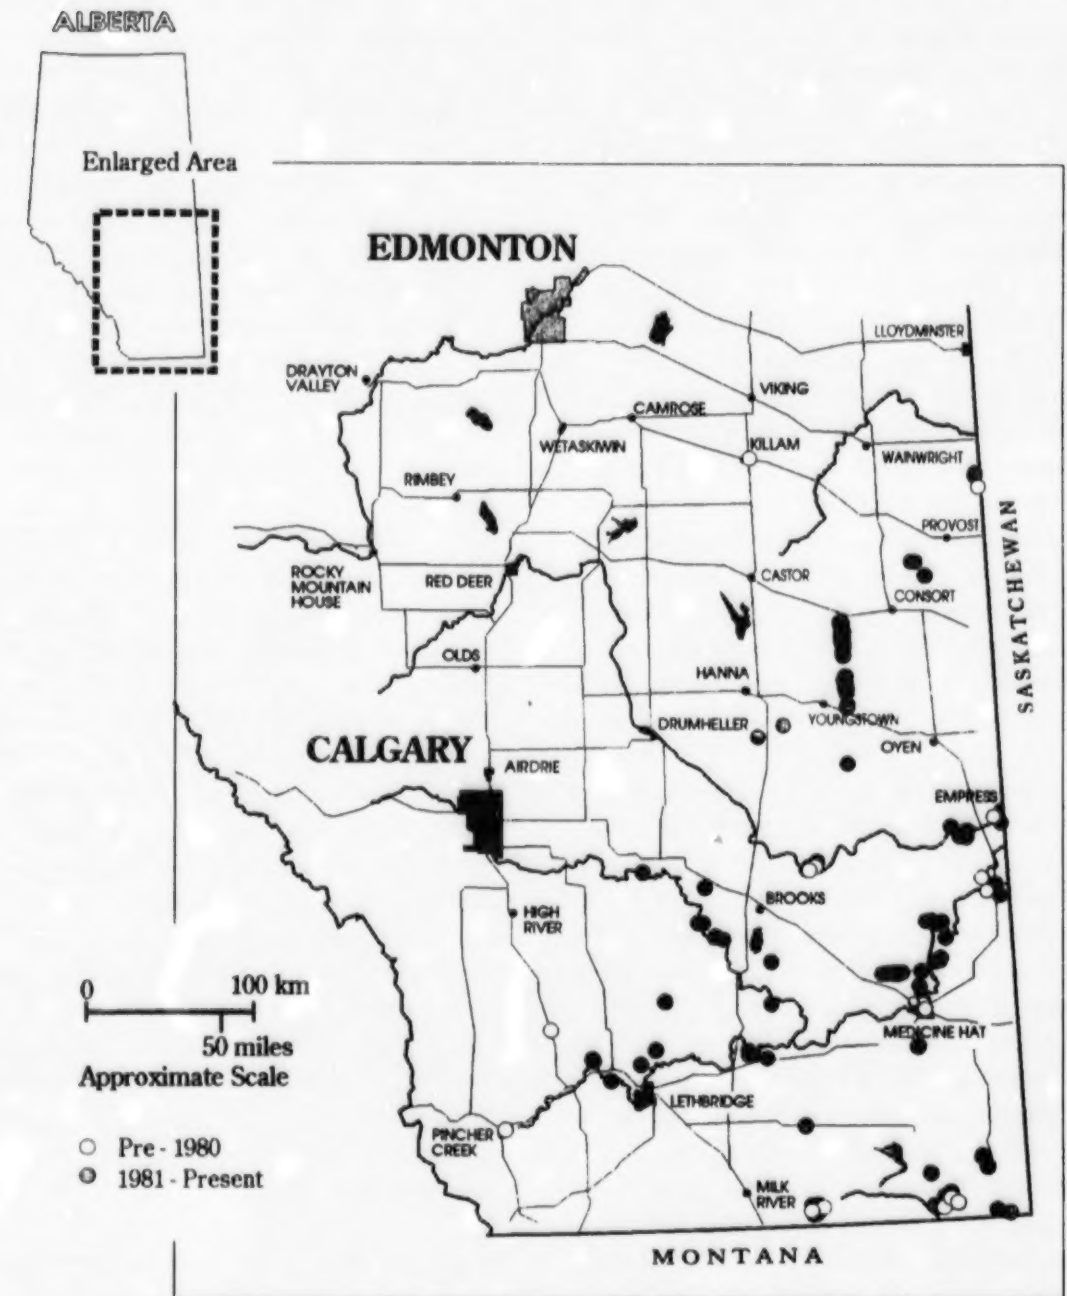 ALBERTA
Enlarged Area
EDMONTON
LLOYDMINSTER
DRAYTON
VALLEY
VIKING
CAMROSE
WETASKIWIN
KILLAM
WAINWRIGHT
RIMBEY
PROVOST
SASKATCHEWAN
ROCKY
MOUNTAIN
HOUSE
RED DEER
CASTOR
CONSORT
OLDS
HANNA
DRUMHELLER
YOUNGSTOWN
OYEN
CALGARY
AIRDRIE
EMPRESS
BROOKS
HIGH
RIVER
0 100 km
50 miles
Approximate Scale
MEDICINE HAT
LETHBRIDGE
PINCHER
CREEK
Pre - 1980
1981 - Present
MILK
RIVER
MONTANA